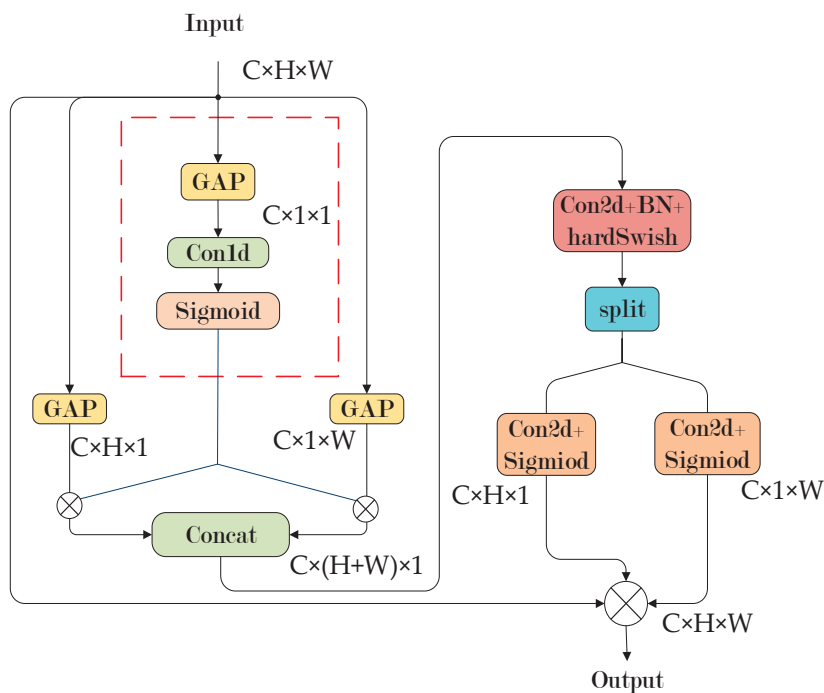 Input
C×H×W
GAP
C×1×1
Con1d
Sigmoid
GAP
C×H×1
GAP
C×1×W
Concat
C×(H+W)×1
Con2d+BN+
hardSwish
split
Con2d+
Sigmiod
C×H×1
Con2d+
Sigmiod
C×1×W
C×H×W
Output